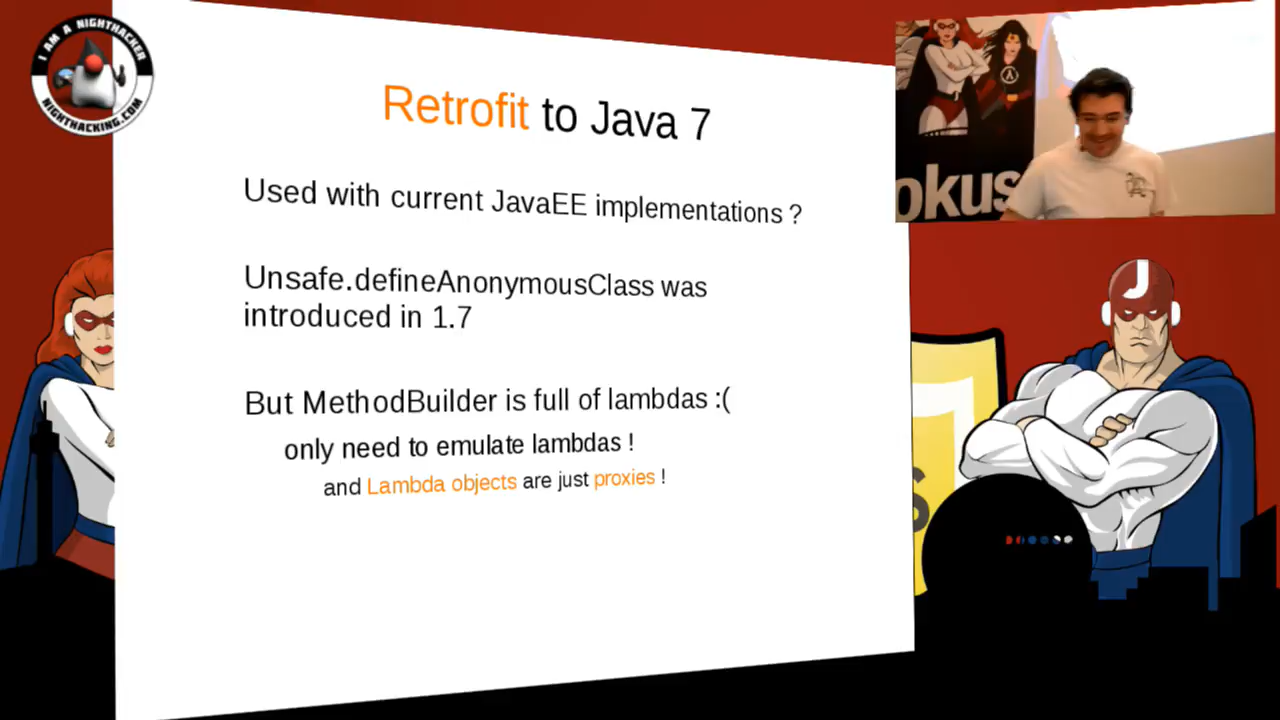 I AM A NIGHTHACKER
NIGHTHACKING.COM
Retrofit to Java 7
Used with current JavaEE implementations ?
Unsafe.defineAnonymousClass was
introduced in 1.7
But MethodBuilder is full of lambdas :(
only need to emulate lambdas !
and Lambda objects are just proxies !
okus
J
S